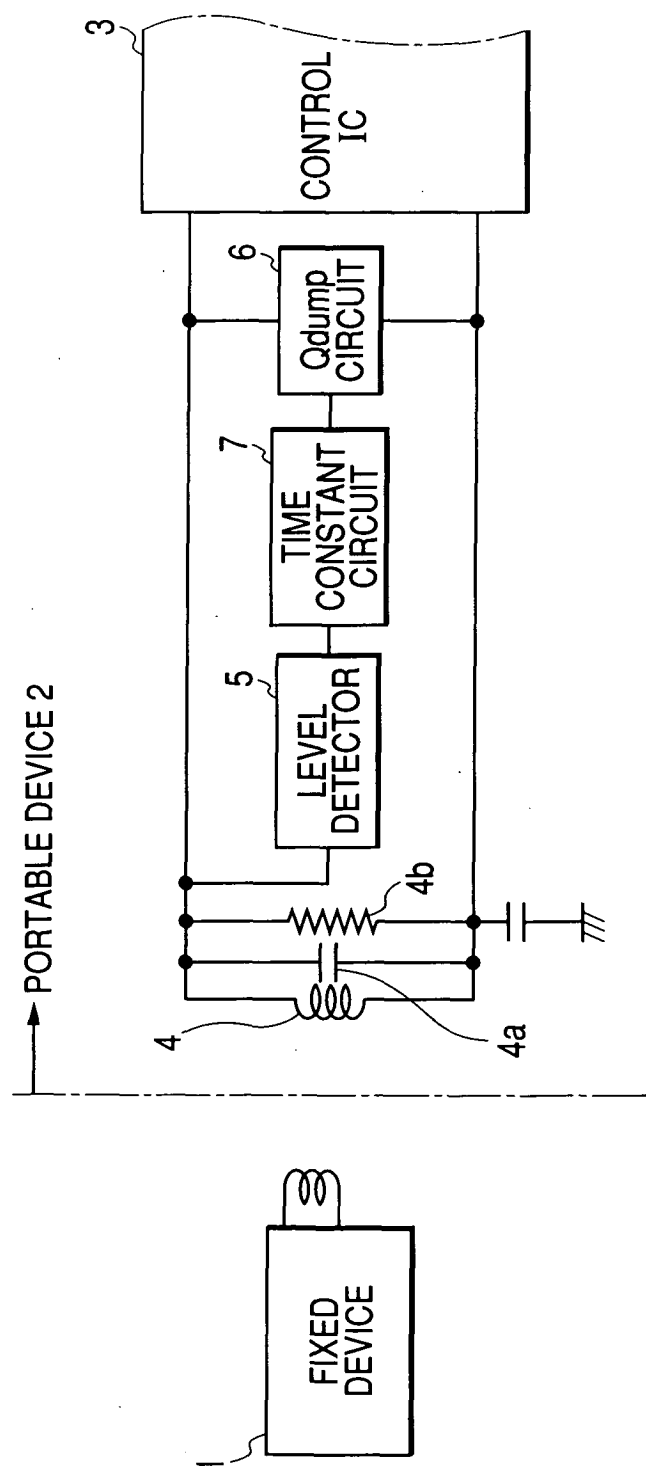 PORTABLE DEVICE 2
3
CONTROL
IC
6
Qdump
CIRCUIT
7
TIME
CONSTANT
CIRCUIT
5
LEVEL
DETECTOR
4b
4
4a
1
FIXED
DEVICE